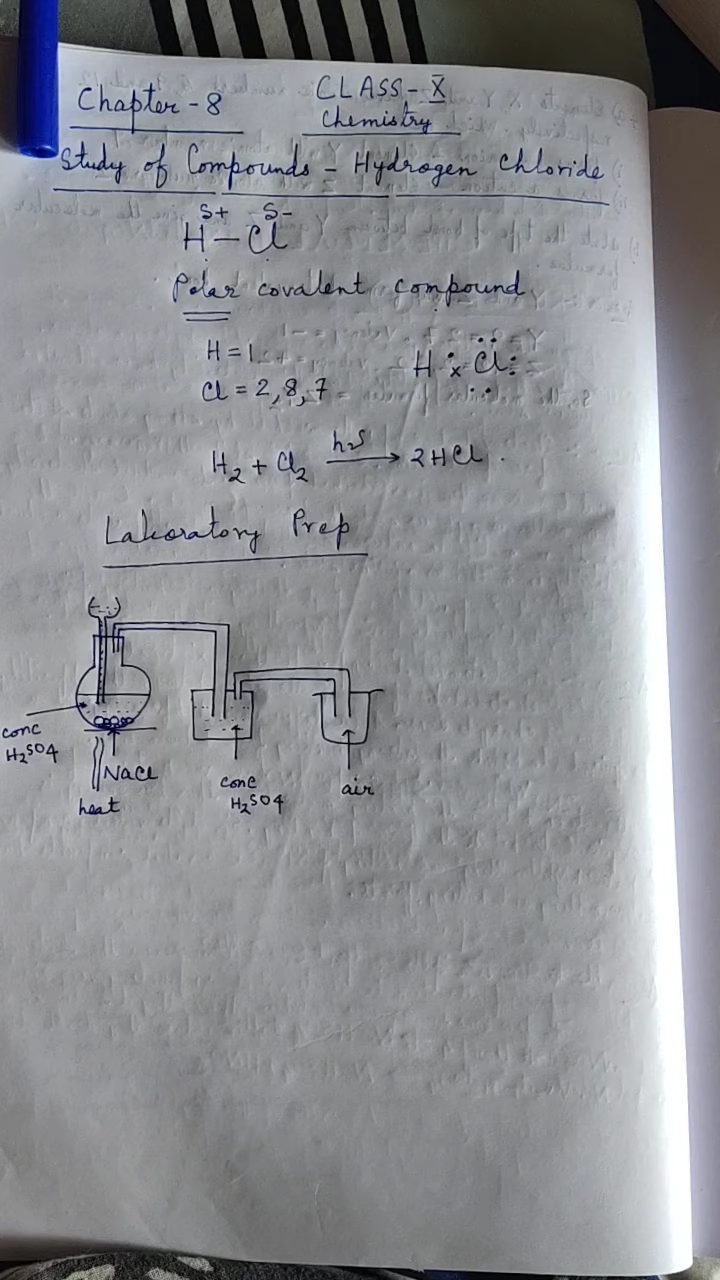 Chapter - 8
CLASS - X
Chemistry
Study of Compounds - Hydrogen Chloride
S+ S-
H - Cl
Polar covalent compound
H = 1
Cl = 2, 8, 7
H x Cl
H2 + Cl2 hν → 2HCl .
Laboratory Prep
conc
H2SO4
NaCl
heat
conc
H2SO4
air